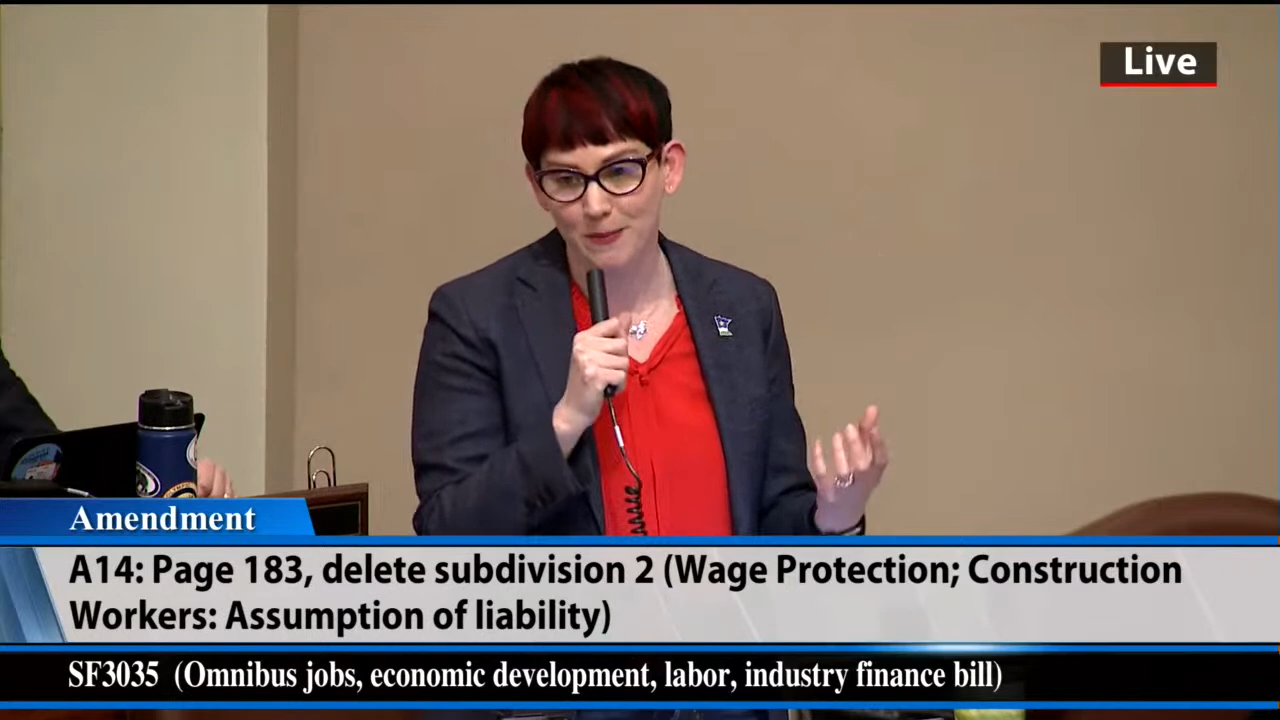 Live
Amendment
A14: Page 183, delete subdivision 2 (Wage Protection; Construction
Workers: Assumption of liability)
SF3035 (Omnibus jobs, economic development, labor, industry finance bill)